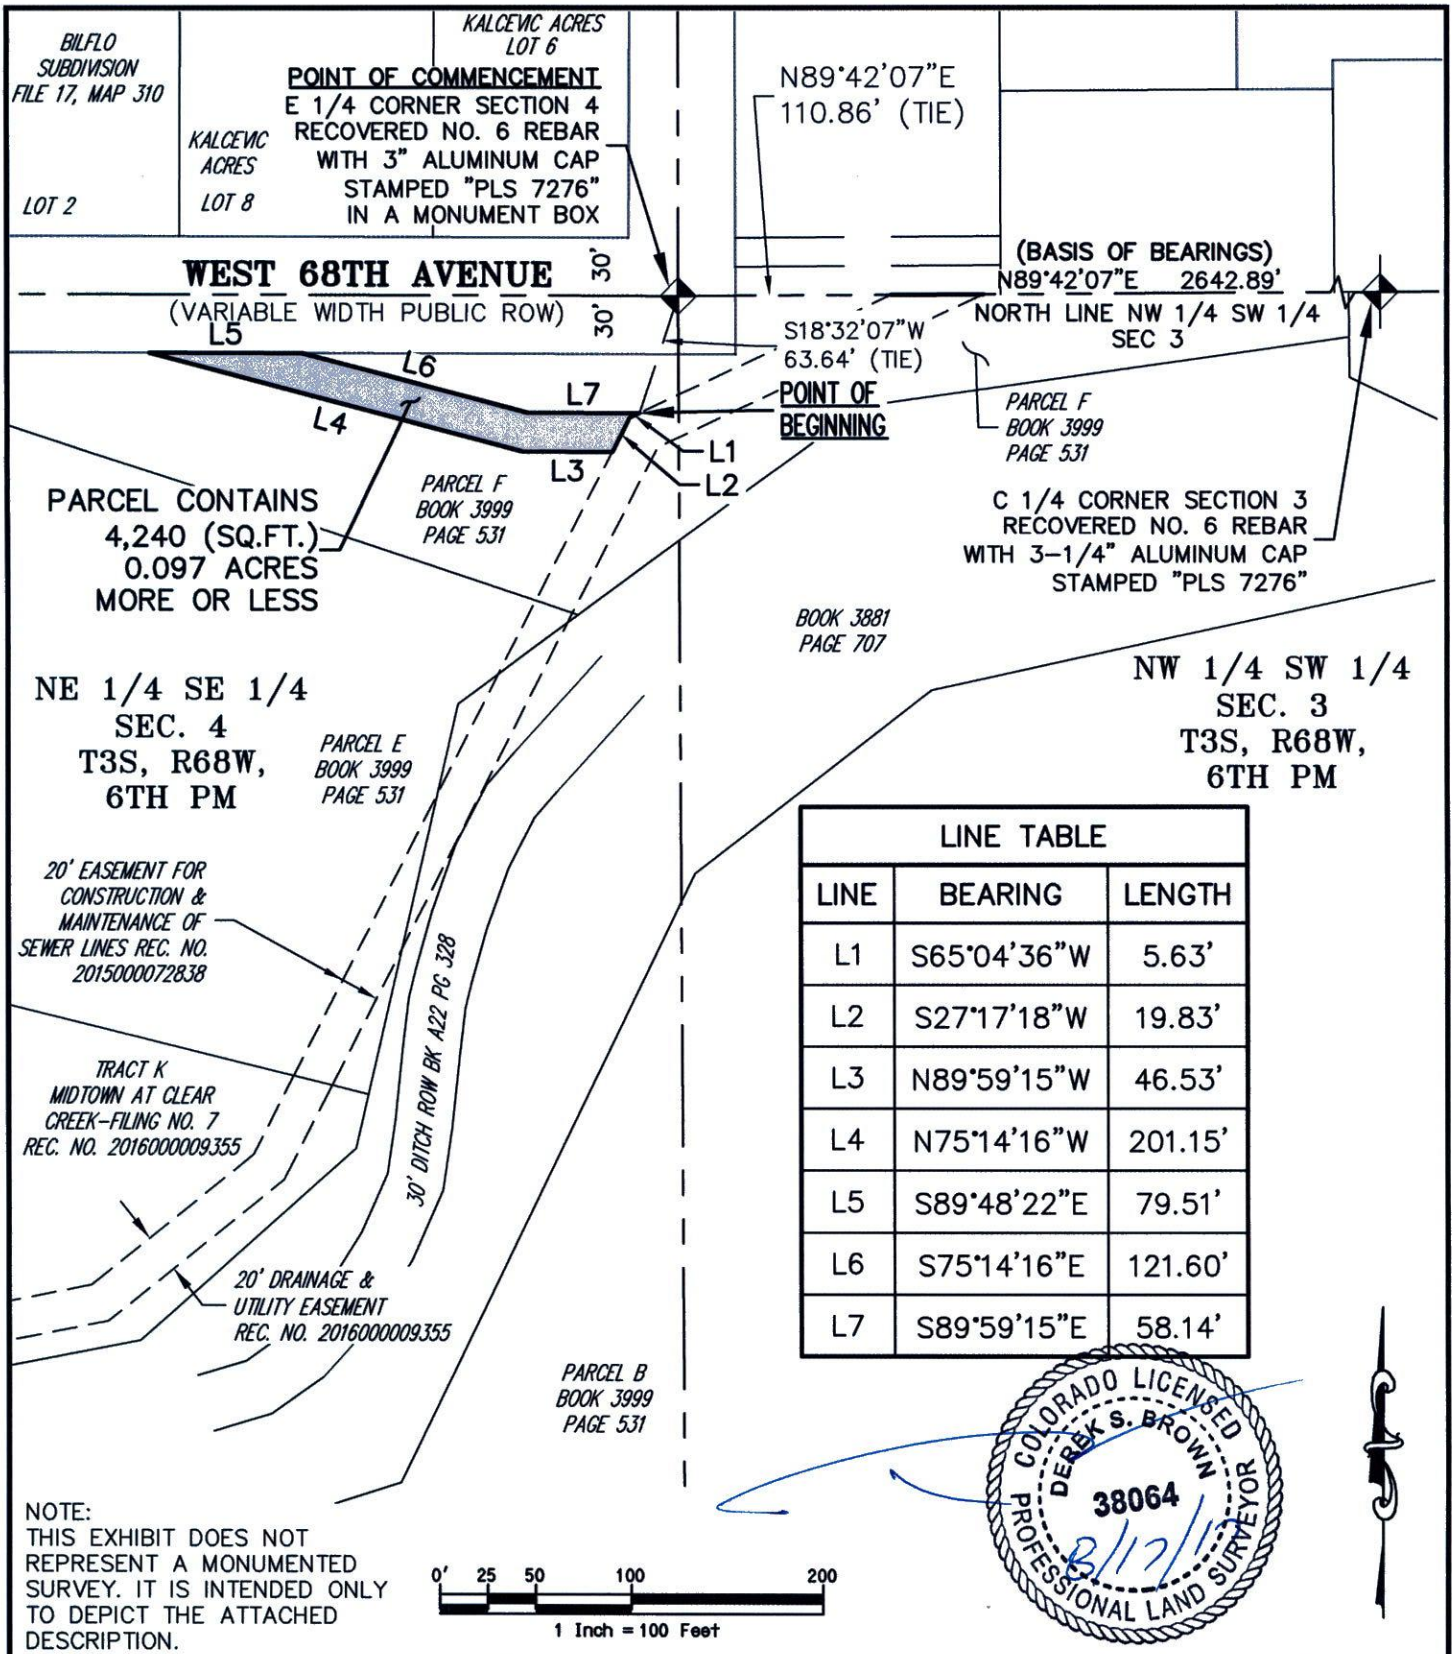 BILFLO
SUBDIVISION
FILE 17, MAP 310
LOT 2
KALCEVIC
ACRES
LOT 8
KALCEVIC ACRES
LOT 6
POINT OF COMMENCEMENT
E 1/4 CORNER SECTION 4
RECOVERED NO. 6 REBAR
WITH 3" ALUMINUM CAP
STAMPED "PLS 7276"
IN A MONUMENT BOX
N89°42'07"E
110.86' (TIE)
WEST 68TH AVENUE
(VARIABLE WIDTH PUBLIC ROW)
30'
30'
(BASIS OF BEARINGS)
N89°42'07"E 2642.89'
NORTH LINE NW 1/4 SW 1/4
SEC 3
S18°32'07"W
63.64' (TIE)
POINT OF
BEGINNING
L5
L6
L7
L4
L3
L1
L2
PARCEL F
BOOK 3999
PAGE 531
C 1/4 CORNER SECTION 3
RECOVERED NO. 6 REBAR
WITH 3-1/4" ALUMINUM CAP
STAMPED "PLS 7276"
PARCEL CONTAINS
4,240 (SQ.FT.)
0.097 ACRES
MORE OR LESS
PARCEL F
BOOK 3999
PAGE 531
BOOK 3881
PAGE 707
NE 1/4 SE 1/4
SEC. 4
T3S, R68W,
6TH PM
PARCEL E
BOOK 3999
PAGE 531
NW 1/4 SW 1/4
SEC. 3
T3S, R68W,
6TH PM
20' EASEMENT FOR
CONSTRUCTION &
MAINTENANCE OF
SEWER LINES REC. NO.
2015000072838
30' DITCH ROW BK A22 PG 328
TRACT K
MIDTOWN AT CLEAR
CREEK-FILING NO. 7
REC. NO. 2016000009355
20' DRAINAGE &
UTILITY EASEMENT
REC. NO. 2016000009355
PARCEL B
BOOK 3999
PAGE 531
LINE TABLE
LINE BEARING LENGTH
L1 S65°04'36"W 5.63'
L2 S27°17'18"W 19.83'
L3 N89°59'15"W 46.53'
L4 N75°14'16"W 201.15'
L5 S89°48'22"E 79.51'
L6 S75°14'16"E 121.60'
L7 S89°59'15"E 58.14'
COLORADO LICENSED
DEREK S. BROWN
38064
PROFESSIONAL LAND SURVEYOR
NOTE:
THIS EXHIBIT DOES NOT
REPRESENT A MONUMENTED
SURVEY. IT IS INTENDED ONLY
TO DEPICT THE ATTACHED
DESCRIPTION.
0' 25 50 100 200
1 Inch = 100 Feet